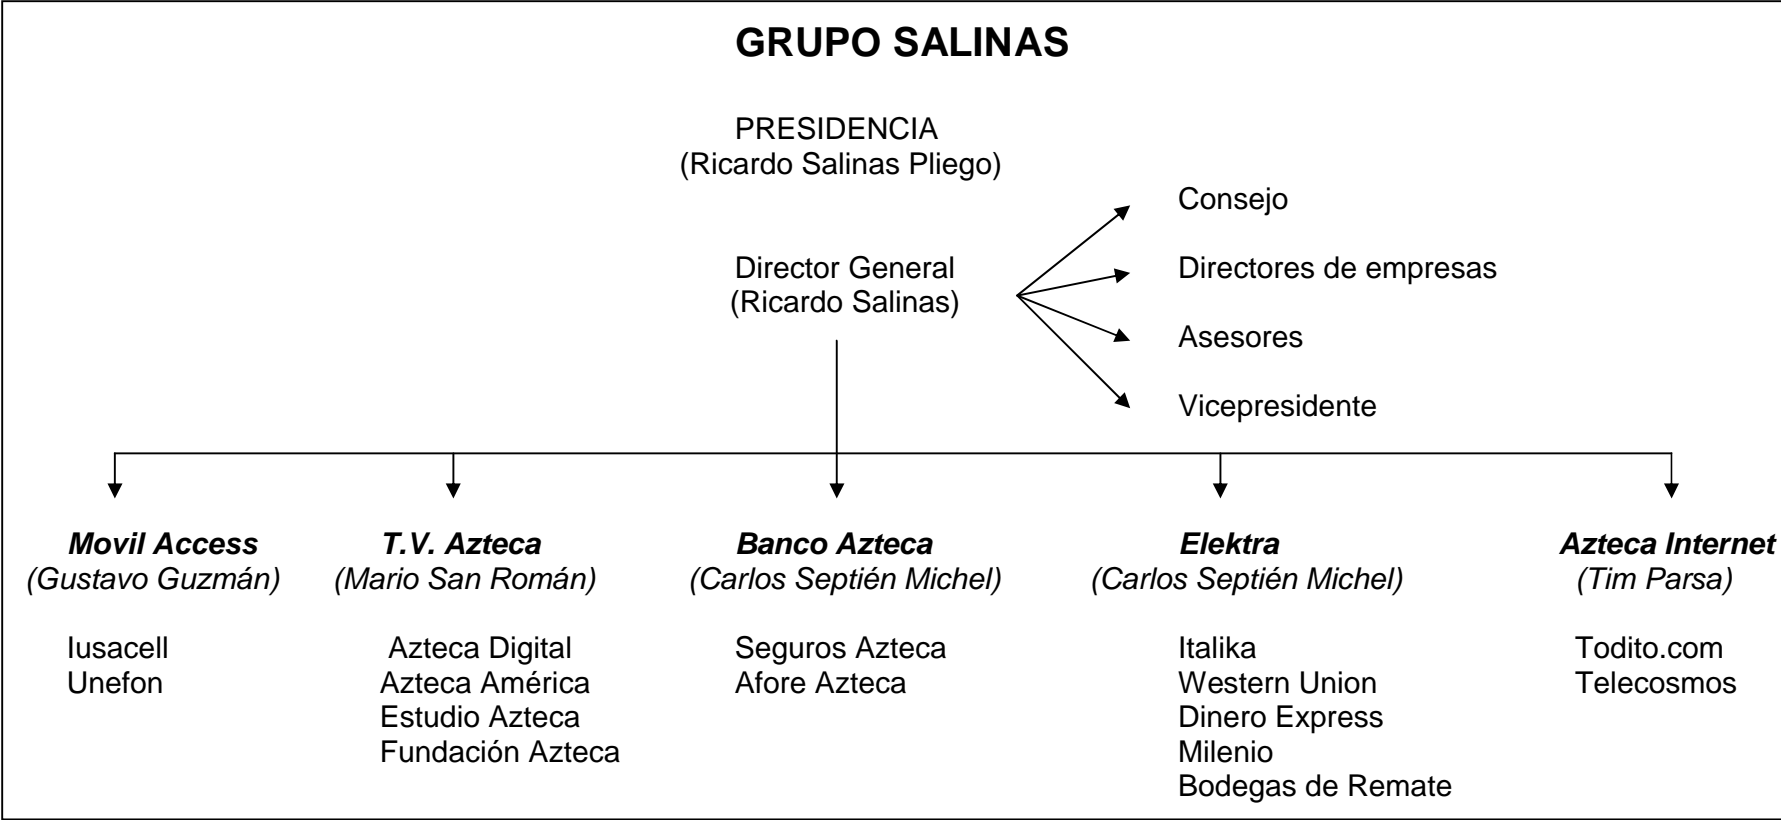 GRUPO SALINAS
PRESIDENCIA
(Ricardo Salinas Pliego)
Consejo
Director General
(Ricardo Salinas)
Directores de empresas
Asesores
Vicepresidente
Movil Access
(Gustavo Guzmán)
Iusacell
Unefon
T.V. Azteca
(Mario San Román)
Azteca Digital
Azteca América
Estudio Azteca
Fundación Azteca
Banco Azteca
(Carlos Septién Michel)
Seguros Azteca
Afore Azteca
Elektra
(Carlos Septién Michel)
Italika
Western Union
Dinero Express
Milenio
Bodegas de Remate
Azteca Internet
(Tim Parsa)
Todito.com
Telecosmos